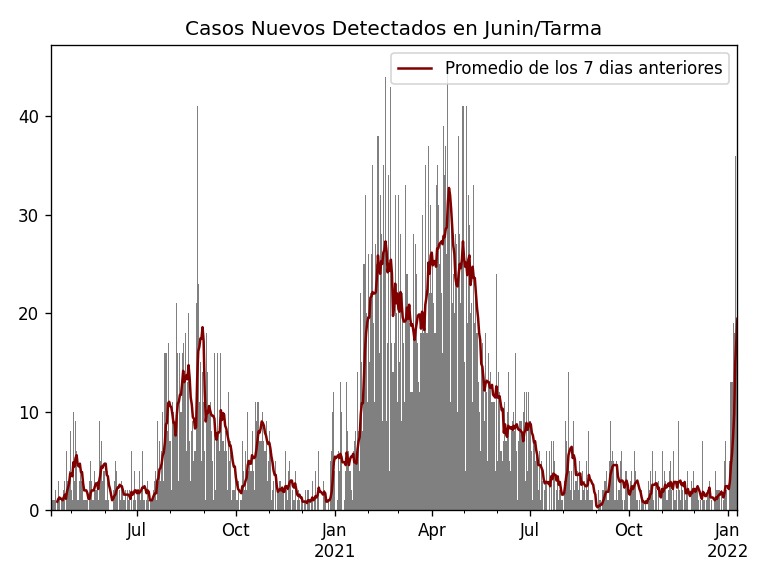 Casos Nuevos Detectados en Junin/Tarma
Promedio de los 7 dias anteriores
40
30
20
10
0
Jul
Oct
Jan
2021
Apr
Jul
Oct
Jan
2022